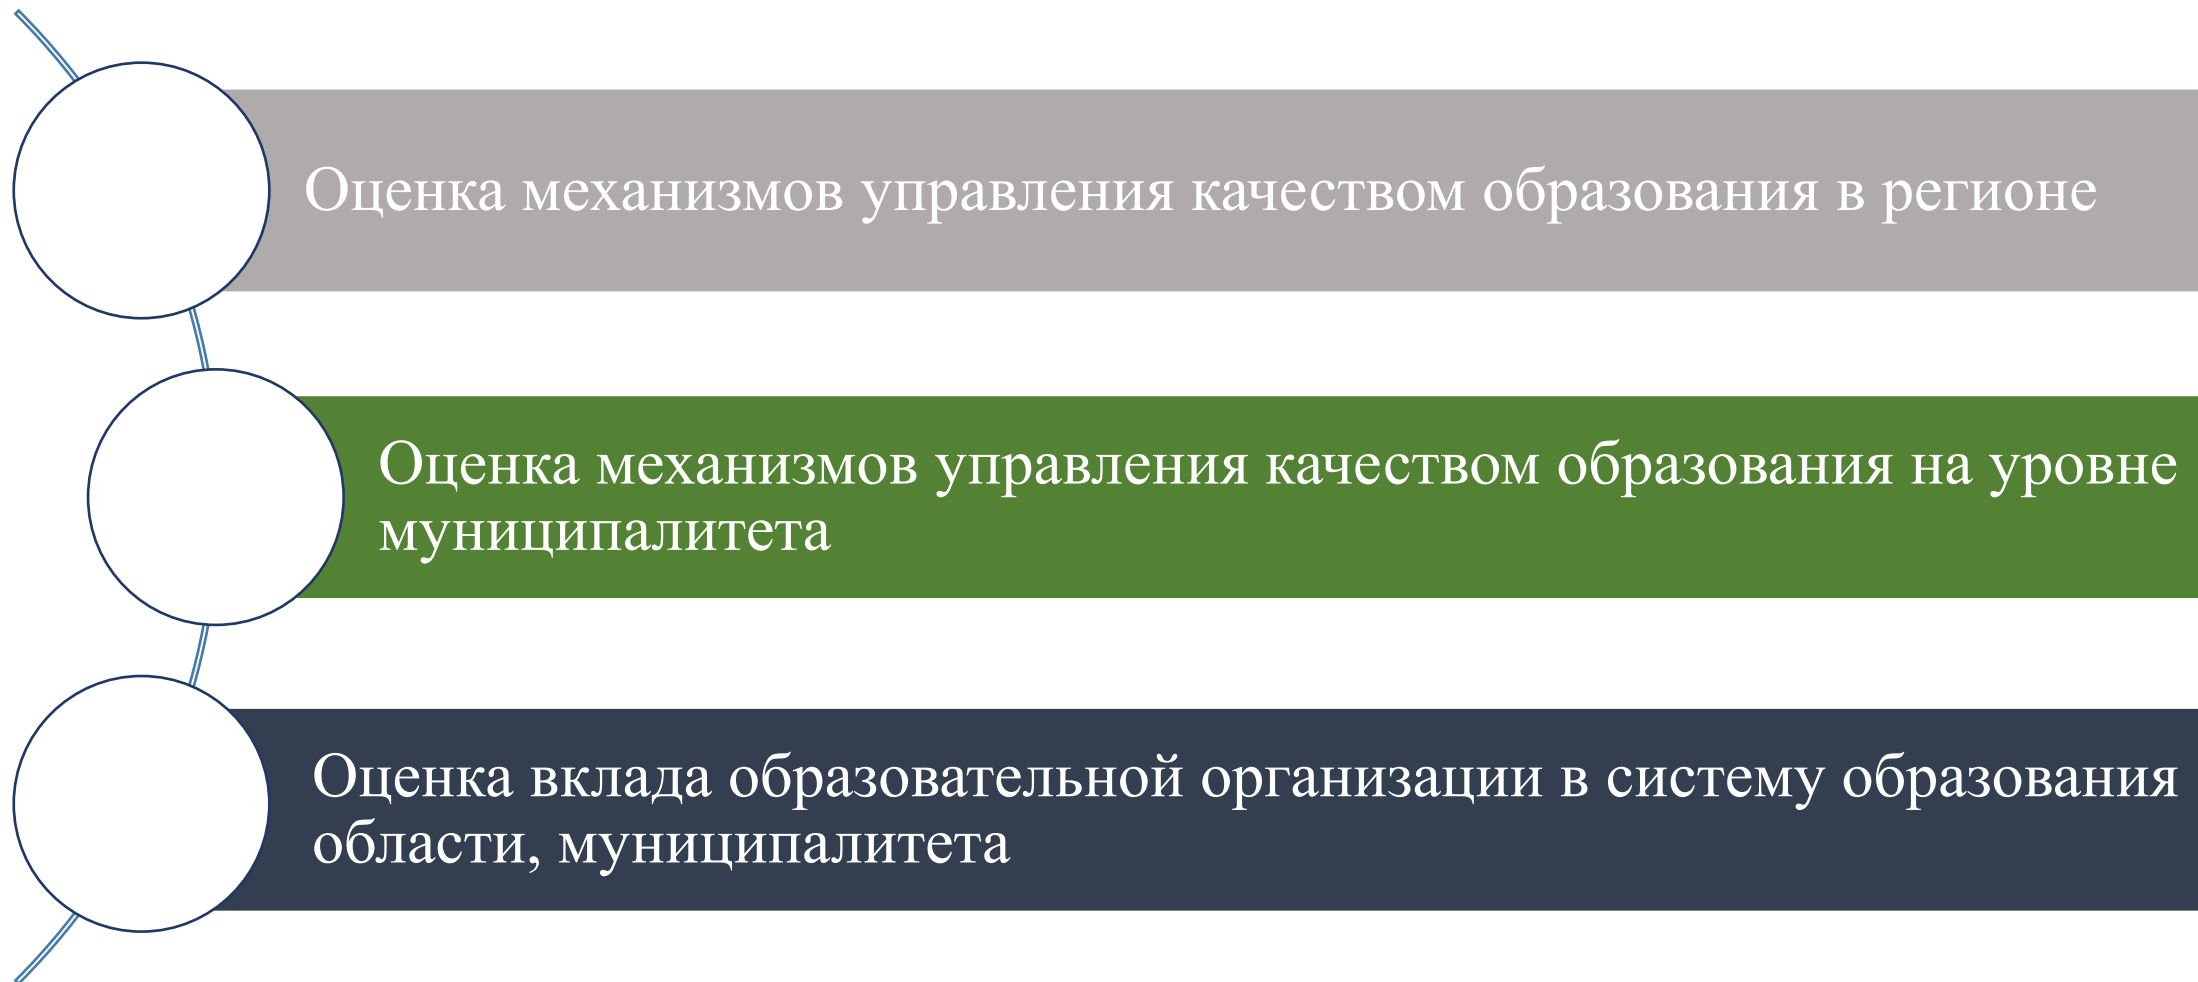 Оценка механизмов управления качеством образования в регионе
Оценка механизмов управления качеством образования на уровне
муниципалитета
Оценка вклада образовательной организации в систему образования
области, муниципалитета